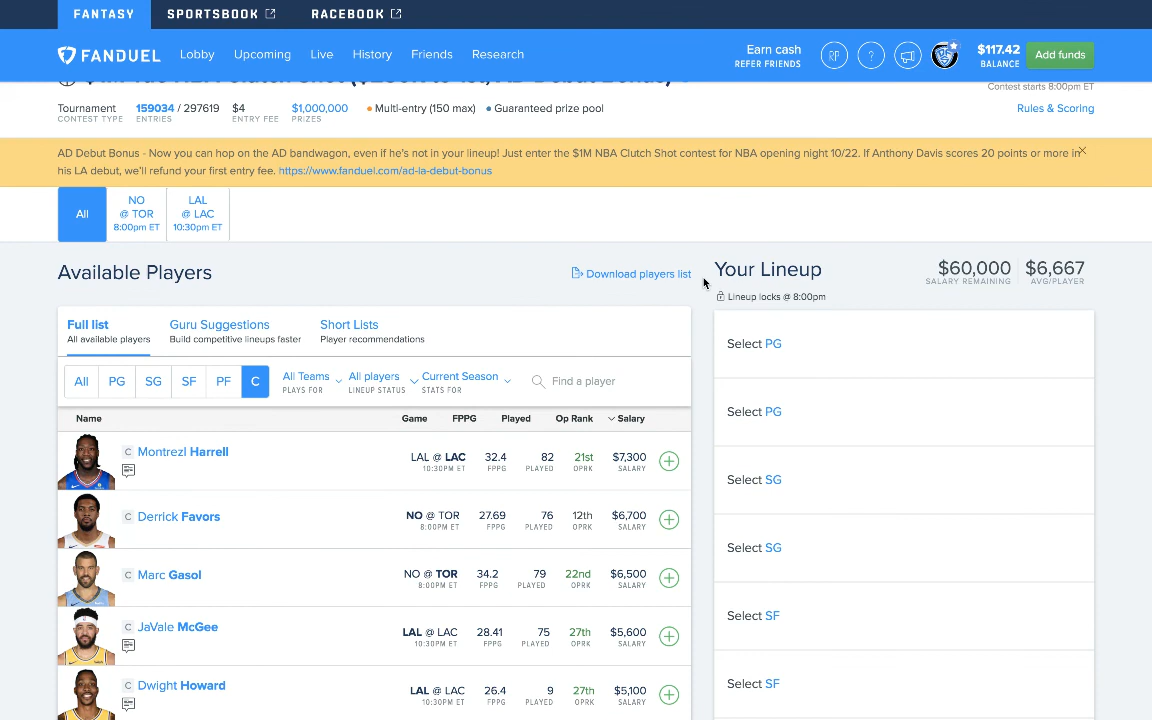 FANTASY
SPORTSBOOK
RACEBOOK
FANDUEL
Lobby
Upcoming
Live
History
Friends
Research
Earn cash
REFER FRIENDS
RP
?
$117.42
BALANCE
Add funds
Contest starts 8:00pm ET
Tournament
CONTEST TYPE
159034 / 297619
ENTRIES
$4
ENTRY FEE
$1,000,000
PRIZES
Multi-entry (150 max)
Guaranteed prize pool
Rules & Scoring
AD Debut Bonus - Now you can hop on the AD bandwagon, even if he's not in your lineup! Just enter the $1M NBA Clutch Shot contest for NBA opening night 10/22. If Anthony Davis scores 20 points or more in
his LA debut, we'll refund your first entry fee. https://www.fanduel.com/ad-la-debut-bonus
All
NO
@ TOR
8:00pm ET
LAL
@ LAC
10:30pm ET
Available Players
Download players list
Your Lineup
Lineup locks @ 8:00pm
$60,000
SALARY REMAINING
$6,667
AVG/PLAYER
Full list
All available players
Guru Suggestions
Build competitive lineups faster
Short Lists
Player recommendations
All
PG
SG
SF
PF
C
All Teams
PLAYS FOR
All players
LINEUP STATUS
Current Season
STATS FOR
Find a player
Name
Game
FPPG
Played
Op Rank
Salary
C Montrezl Harrell
LAL @ LAC
10:30PM ET
32.4
FPPG
82
PLAYED
21st
OPRK
$7,300
SALARY
C Derrick Favors
NO @ TOR
8:00PM ET
27.69
FPPG
76
PLAYED
12th
OPRK
$6,700
SALARY
C Marc Gasol
NO @ TOR
8:00PM ET
34.2
FPPG
79
PLAYED
22nd
OPRK
$6,500
SALARY
C JaVale McGee
LAL @ LAC
10:30PM ET
28.41
FPPG
75
PLAYED
27th
OPRK
$5,600
SALARY
C Dwight Howard
LAL @ LAC
10:30PM ET
26.4
FPPG
9
PLAYED
27th
OPRK
$5,100
SALARY
Select PG
Select PG
Select SG
Select SG
Select SF
Select SF